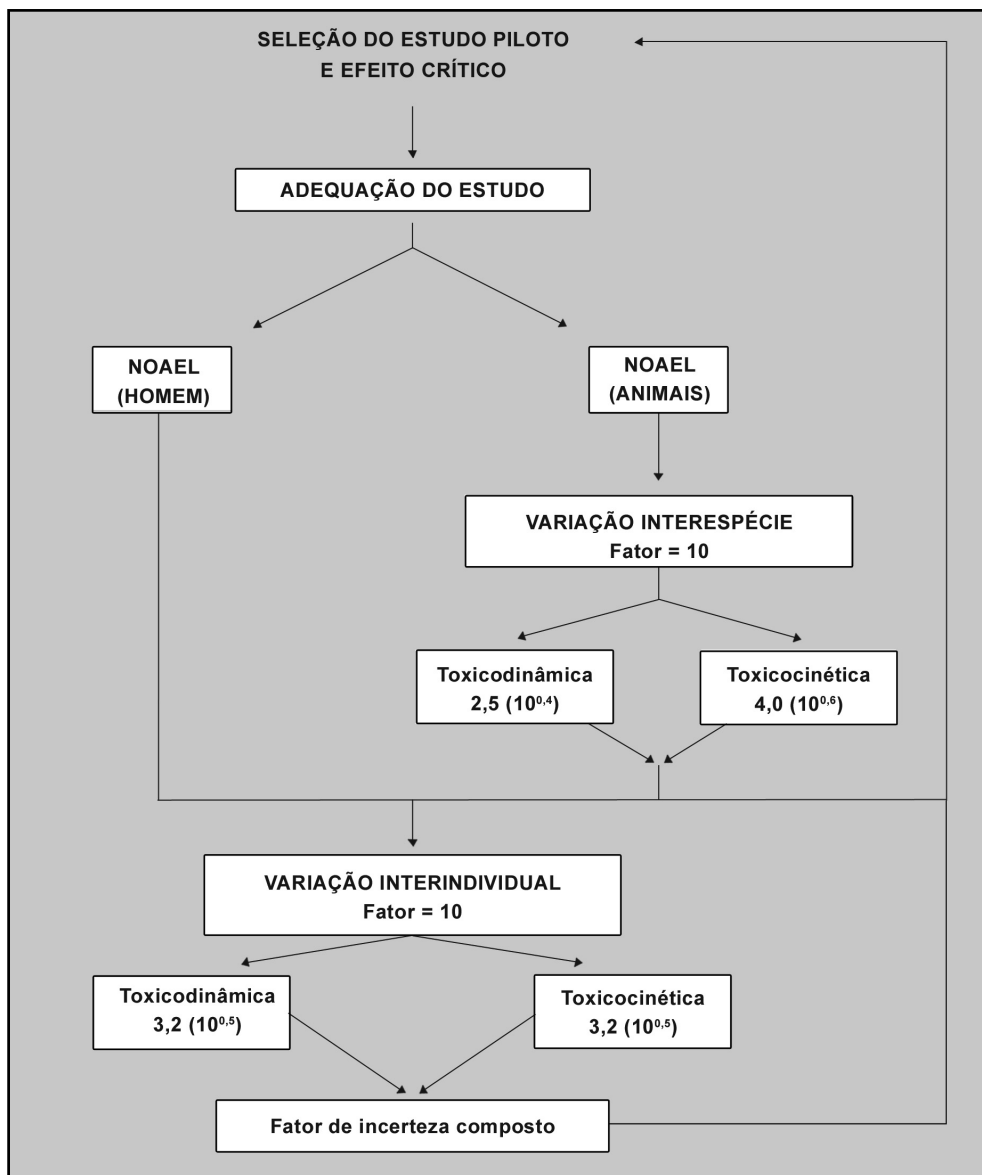 SELEÇÃO DO ESTUDO PILOTO
E EFEITO CRÍTICO
ADEQUAÇÃO DO ESTUDO
NOAEL
(HOMEM)
NOAEL
(ANIMAIS)
VARIAÇÃO INTERESPÉCIE
Fator = 10
Toxicodinâmica
2,5 (10^0,4)
Toxicocinética
4,0 (10^0,6)
VARIAÇÃO INTERINDIVIDUAL
Fator = 10
Toxicodinâmica
3,2 (10^0,5)
Toxicocinética
3,2 (10^0,5)
Fator de incerteza composto